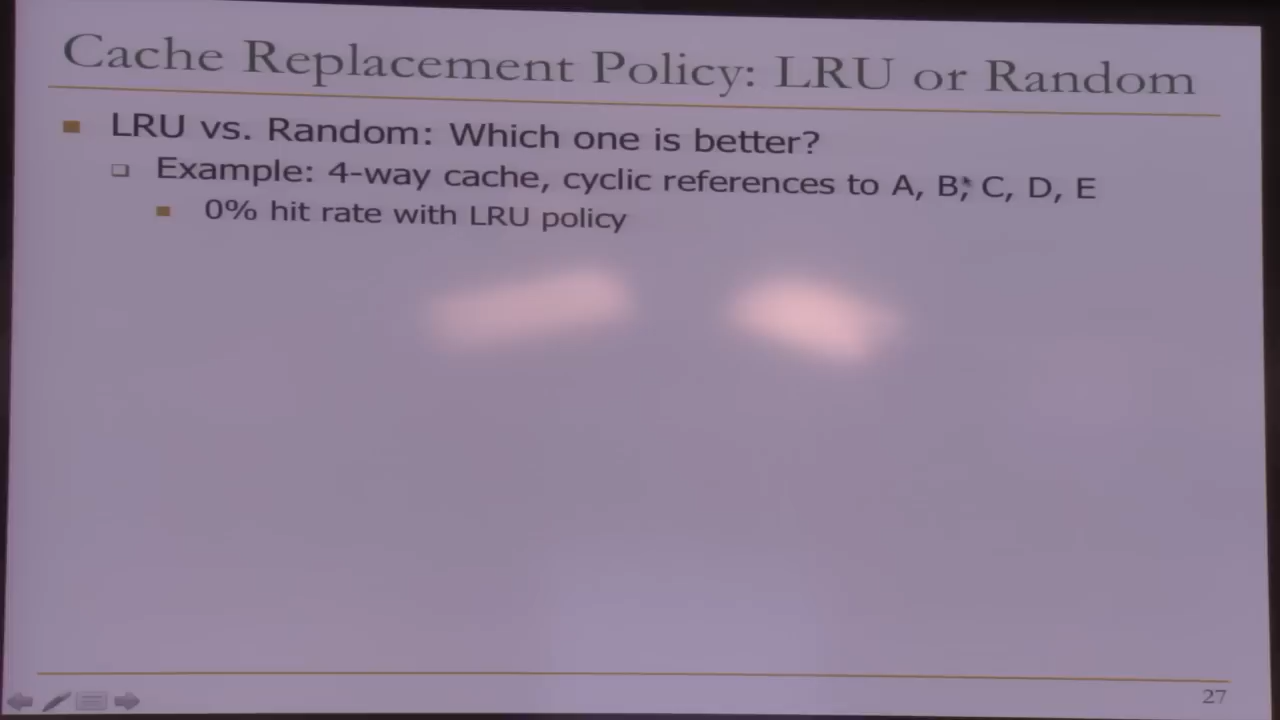 Cache Replacement Policy: LRU or Random
LRU vs. Random: Which one is better?
Example: 4-way cache, cyclic references to A, B, C, D, E
0% hit rate with LRU policy
27